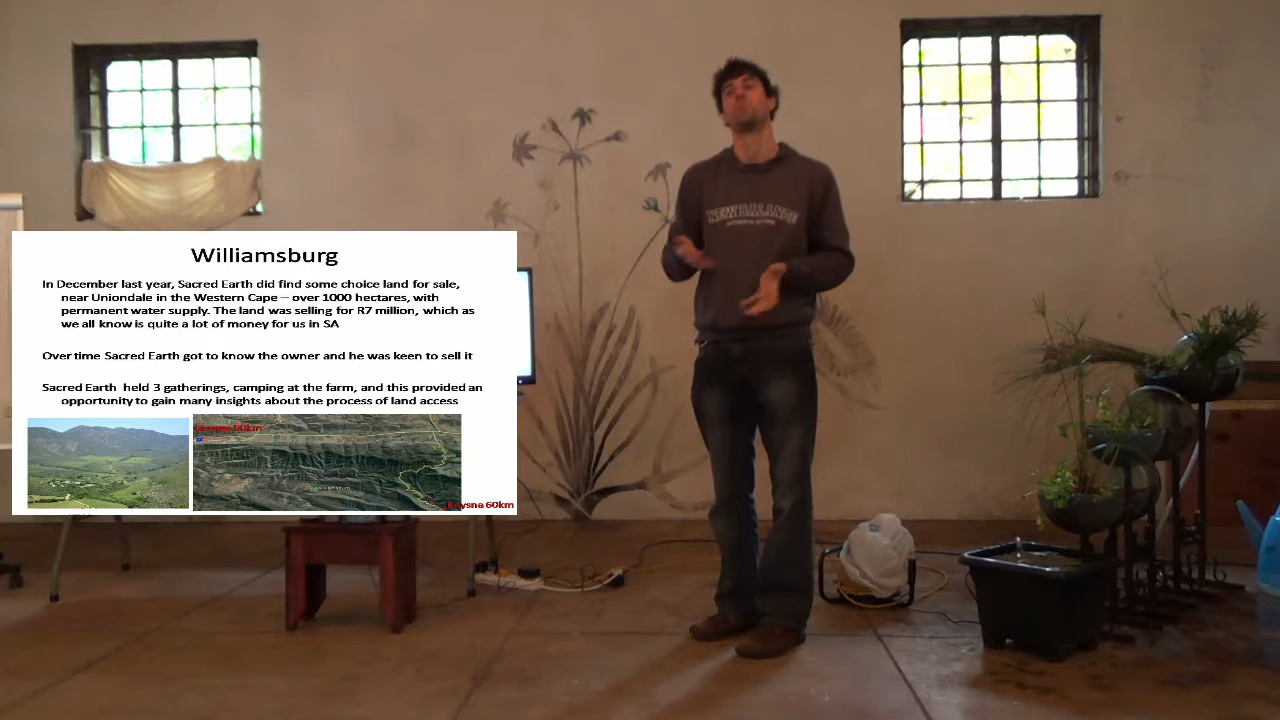 Williamsburg
In December last year, Sacred Earth did find some choice land for sale,
near Uniondale in the Western Cape – over 1000 hectares, with
permanent water supply. The land was selling for R7 million, which as
we all know is quite a lot of money for us in SA
Over time Sacred Earth got to know the owner and he was keen to sell it
Sacred Earth held 3 gatherings, camping at the farm, and this provided an
opportunity to gain many insights about the process of land access
90km
Williamsburg
Knysna 60km
NEW BALANCE